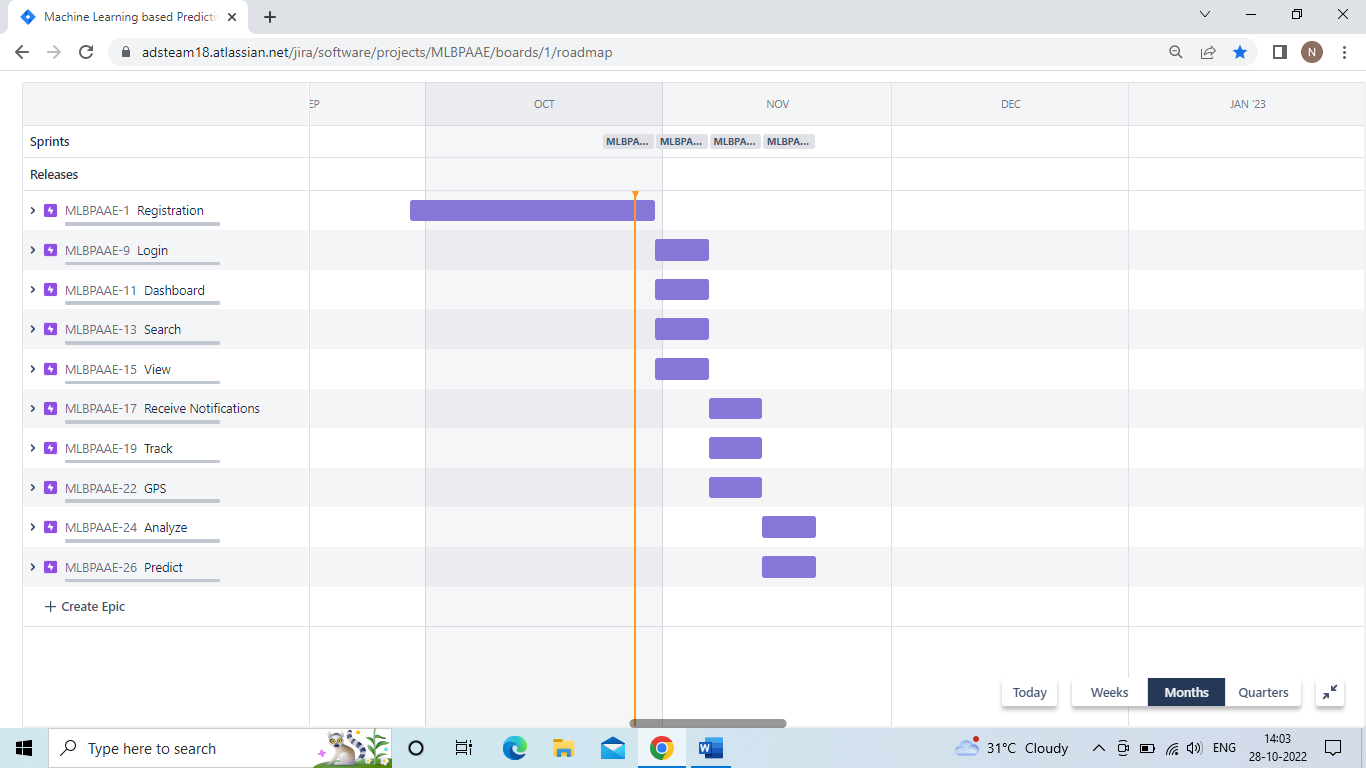 Machine Learning based Predicti
adsteam18.atlassian.net/jira/software/projects/MLBPAAE/boards/1/roadmap
N
EP OCT NOV DEC JAN '23
Sprints MLBPA... MLBPA... MLBPA... MLBPA...
Releases
MLBPAAE-1 Registration
MLBPAAE-9 Login
MLBPAAE-11 Dashboard
MLBPAAE-13 Search
MLBPAAE-15 View
MLBPAAE-17 Receive Notifications
MLBPAAE-19 Track
MLBPAAE-22 GPS
MLBPAAE-24 Analyze
MLBPAAE-26 Predict
+ Create Epic
Today Weeks Months Quarters
Type here to search
W
31°C Cloudy
ENG
14:03
28-10-2022